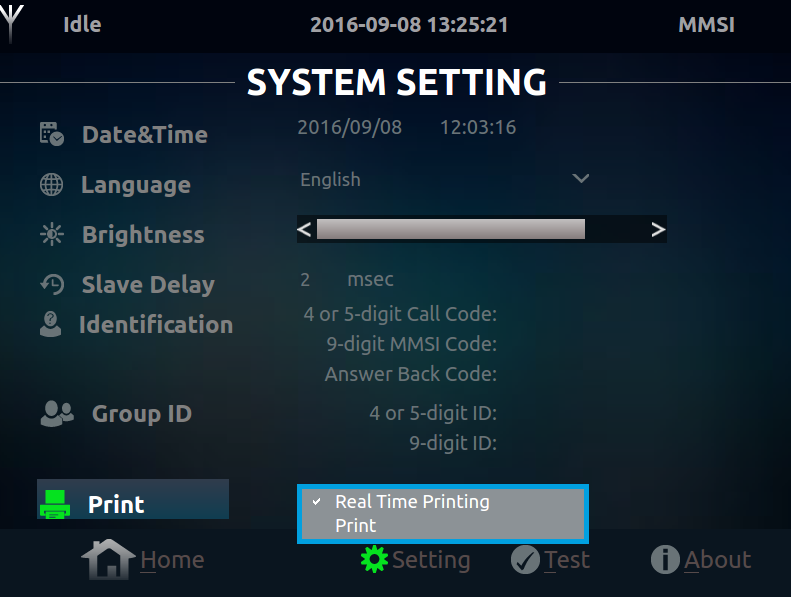 Idle 2016-09-08 13:25:21 MMSI
SYSTEM SETTING
Date&Time 2016/09/08 12:03:16
Language English
Brightness
Slave Delay 2 msec
4 or 5-digit Call Code:
Identification
9-digit MMSI Code:
Answer Back Code:
Group ID 4 or 5-digit ID:
9-digit ID:
Print Real Time Printing
Print
Home Setting Test About